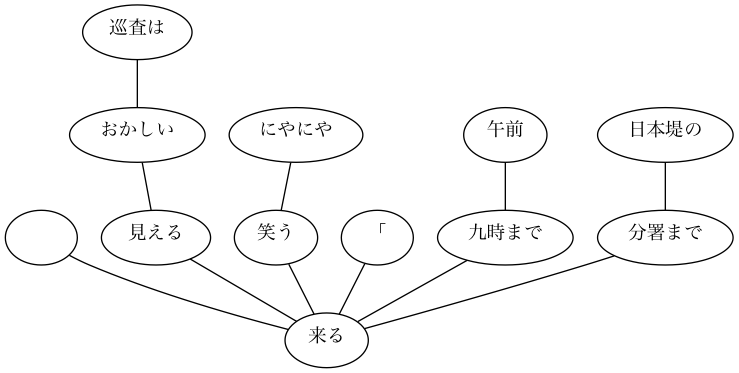 巡査は
おかしい
にやにや
午前
日本堤の
見える
笑う
「
九時まで
分署まで
来る